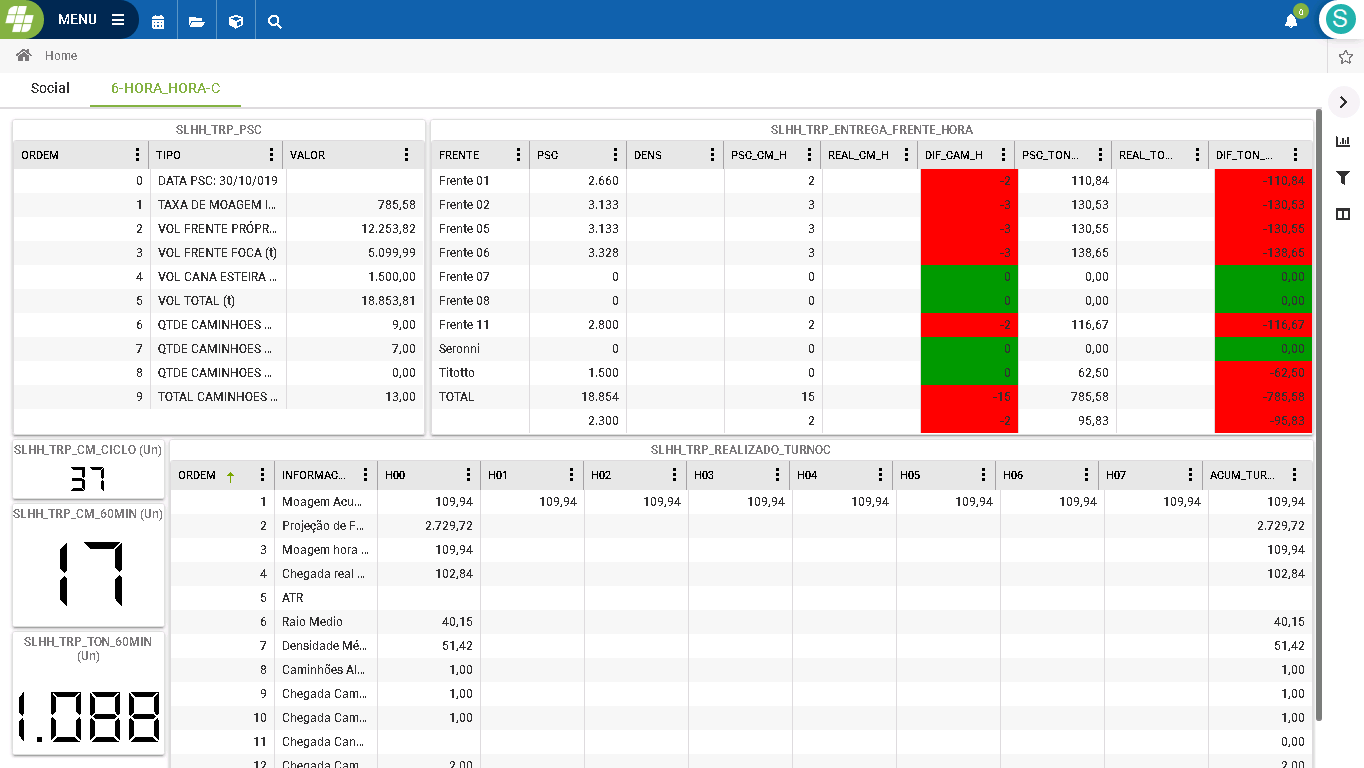 MENU
0
S
Home
Social 6-HORA_HORA-C
SLHH_TRP_PSC
ORDEM TIPO VALOR
0 DATA PSC: 30/10/019
1 TAXA DE MOAGEM I... 785,58
2 VOL FRENTE PRÓPR... 12.253,82
3 VOL FRENTE FOCA (t) 5.099,99
4 VOL CANA ESTEIRA ... 1.500,00
5 VOL TOTAL (t) 18.853,81
6 QTDE CAMINHOES ... 9,00
7 QTDE CAMINHOES ... 7,00
8 QTDE CAMINHOES ... 0,00
9 TOTAL CAMINHOES ... 13,00
SLHH_TRP_ENTREGA_FRENTE_HORA
FRENTE PSC DENS PSC_CM_H REAL_CM_H DIF_CAM_H PSC_TON... REAL_TO... DIF_TON_...
Frente 01 2.660 2 -2 110,84 -110,84
Frente 02 3.133 3 -3 130,53 -130,53
Frente 05 3.133 3 -3 130,55 -130,55
Frente 06 3.328 3 -3 138,65 -138,65
Frente 07 0 0 0 0,00 0,00
Frente 08 0 0 0 0,00 0,00
Frente 11 2.800 2 -2 116,67 -116,67
Seronni 0 0 0 0,00 0,00
Titotto 1.500 0 0 62,50 -62,50
TOTAL 18.854 15 -15 785,58 -785,58
2.300 2 -2 95,83 -95,83
SLHH_TRP_CM_CICLO (Un)
37
SLHH_TRP_CM_60MIN (Un)
17
SLHH_TRP_TON_60MIN
(Un)
1.088
SLHH_TRP_REALIZADO_TURNOC
ORDEM INFORMAC... H00 H01 H02 H03 H04 H05 H06 H07 ACUM_TUR...
1 Moagem Acu... 109,94 109,94 109,94 109,94 109,94 109,94 109,94 109,94 109,94
2 Projeção de F... 2.729,72 2.729,72
3 Moagem hora ... 109,94 109,94
4 Chegada real ... 102,84 102,84
5 ATR
6 Raio Medio 40,15 40,15
7 Densidade Mé... 51,42 51,42
8 Caminhões Al... 1,00 1,00
9 Chegada Cam... 1,00 1,00
10 Chegada Cam... 1,00 1,00
11 Chegada Can... 0,00
12 Chegada Cam... 2,00 2,00